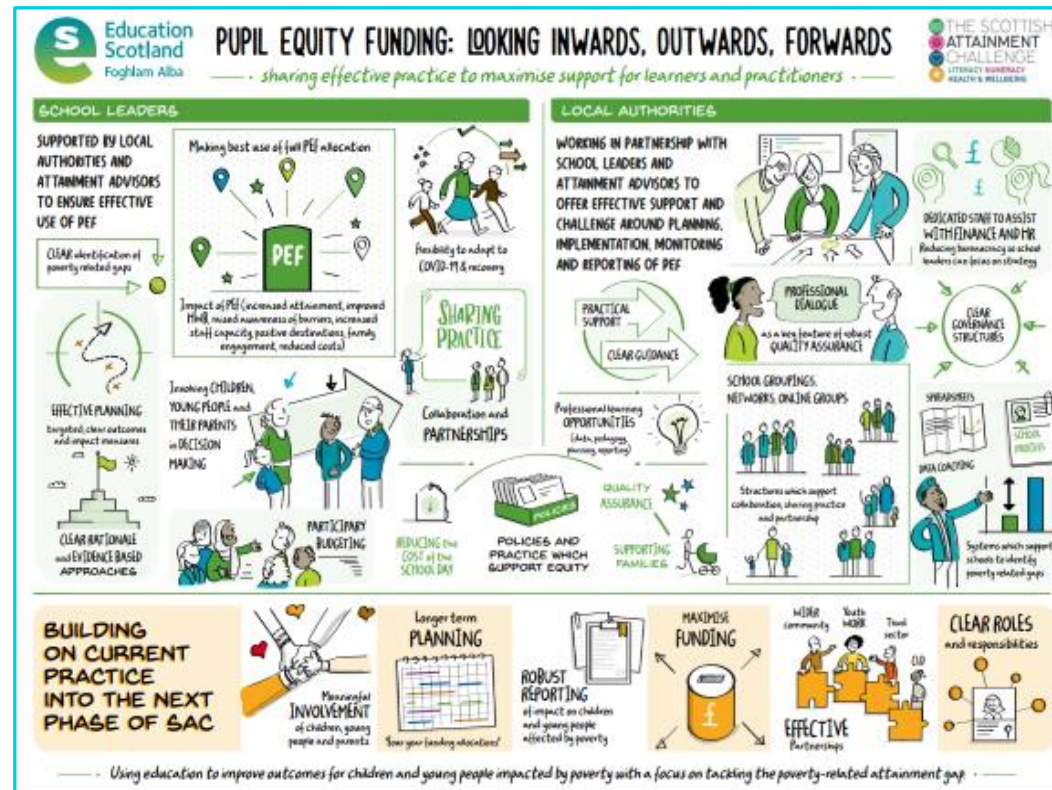 Education
Scotland
Foghlam Alba
PUPIL EQUITY FUNDING: LOOKING INWARDS, OUTWARDS, FORWARDS
sharing effective practice to maximise support for learners and practitioners
THE SCOTTISH
ATTAINMENT
CHALLENGE
LITERACY NUMERACY
HEALTH & WELLBEING
SCHOOL LEADERS
SUPPORTED BY LOCAL
AUTHORITIES AND
ATTAINMENT ADVISORS
TO ENSURE EFFECTIVE
USE OF PEF
CLEAR identification of
poverty related gaps
EFFECTIVE PLANNING
targeted, clear outcomes
and impact measures
CLEAR RATIONALE
and EVIDENCE BASED
APPROACHES
Making best use of full PEF allocation
PEF
Impact of PEF (increased attainment, improved
HWB, raised awareness of barriers, increased
staff capacity, positive destinations, family
engagement, reduced costs)
Involving CHILDREN,
YOUNG PEOPLE and
THEIR PARENTS
in DECISION
MAKING
PARTICIPARY
BUDGETING
flexibility to adapt to
COVID-19 & recovery
SHARING
PRACTICE
Collaboration and
PARTNERSHIPS
REDUCING the
COST of the
SCHOOL DAY
POLICIES
POLICIES AND
PRACTICE WHICH
SUPPORT EQUITY
QUALITY
ASSURANCE
SUPPORTING
FAMILIES
LOCAL AUTHORITIES
WORKING IN PARTNERSHIP WITH
SCHOOL LEADERS AND
ATTAINMENT ADVISORS TO
OFFER EFFECTIVE SUPPORT AND
CHALLENGE AROUND PLANNING,
IMPLEMENTATION, MONITORING
AND REPORTING OF PEF
PRACTICAL
SUPPORT
CLEAR GUIDANCE
Professional learning
OPPORTUNITIES
(data, pedagogy,
planning, reporting)
PROFESSIONAL
DIALOGUE
as a key feature of robust
QUALITY ASSURANCE
SCHOOL GROUPINGS,
NETWORKS, ONLINE GROUPS
Structures which support
collaboration, sharing practice
and partnership
£
£
DEDICATED STAFF TO ASSIST
WITH FINANCE AND HR
Reducing bureaucracy so school
leaders can focus on strategy
CLEAR
GOVERNANCE
STRUCTURES
SPREADSHEETS
SCHOOL
PROFILES
DATA COACHING
Systems which support
schools to identify
poverty related gaps
BUILDING
ON CURRENT
PRACTICE
INTO THE NEXT
PHASE OF SAC
Meaningful
INVOLVEMENT
of children, young
people and parents
Longer term
PLANNING
'four year funding allocations'
ROBUST
REPORTING
of impact on children
and young people
affected by poverty
MAXIMISE
FUNDING
£
WIDER
community
Youth
WORK
Third
sector
CLD
EFFECTIVE
Partnerships
CLEAR ROLES
and responsibilities
Using education to improve outcomes for children and young people impacted by poverty with a focus on tackling the poverty-related attainment gap